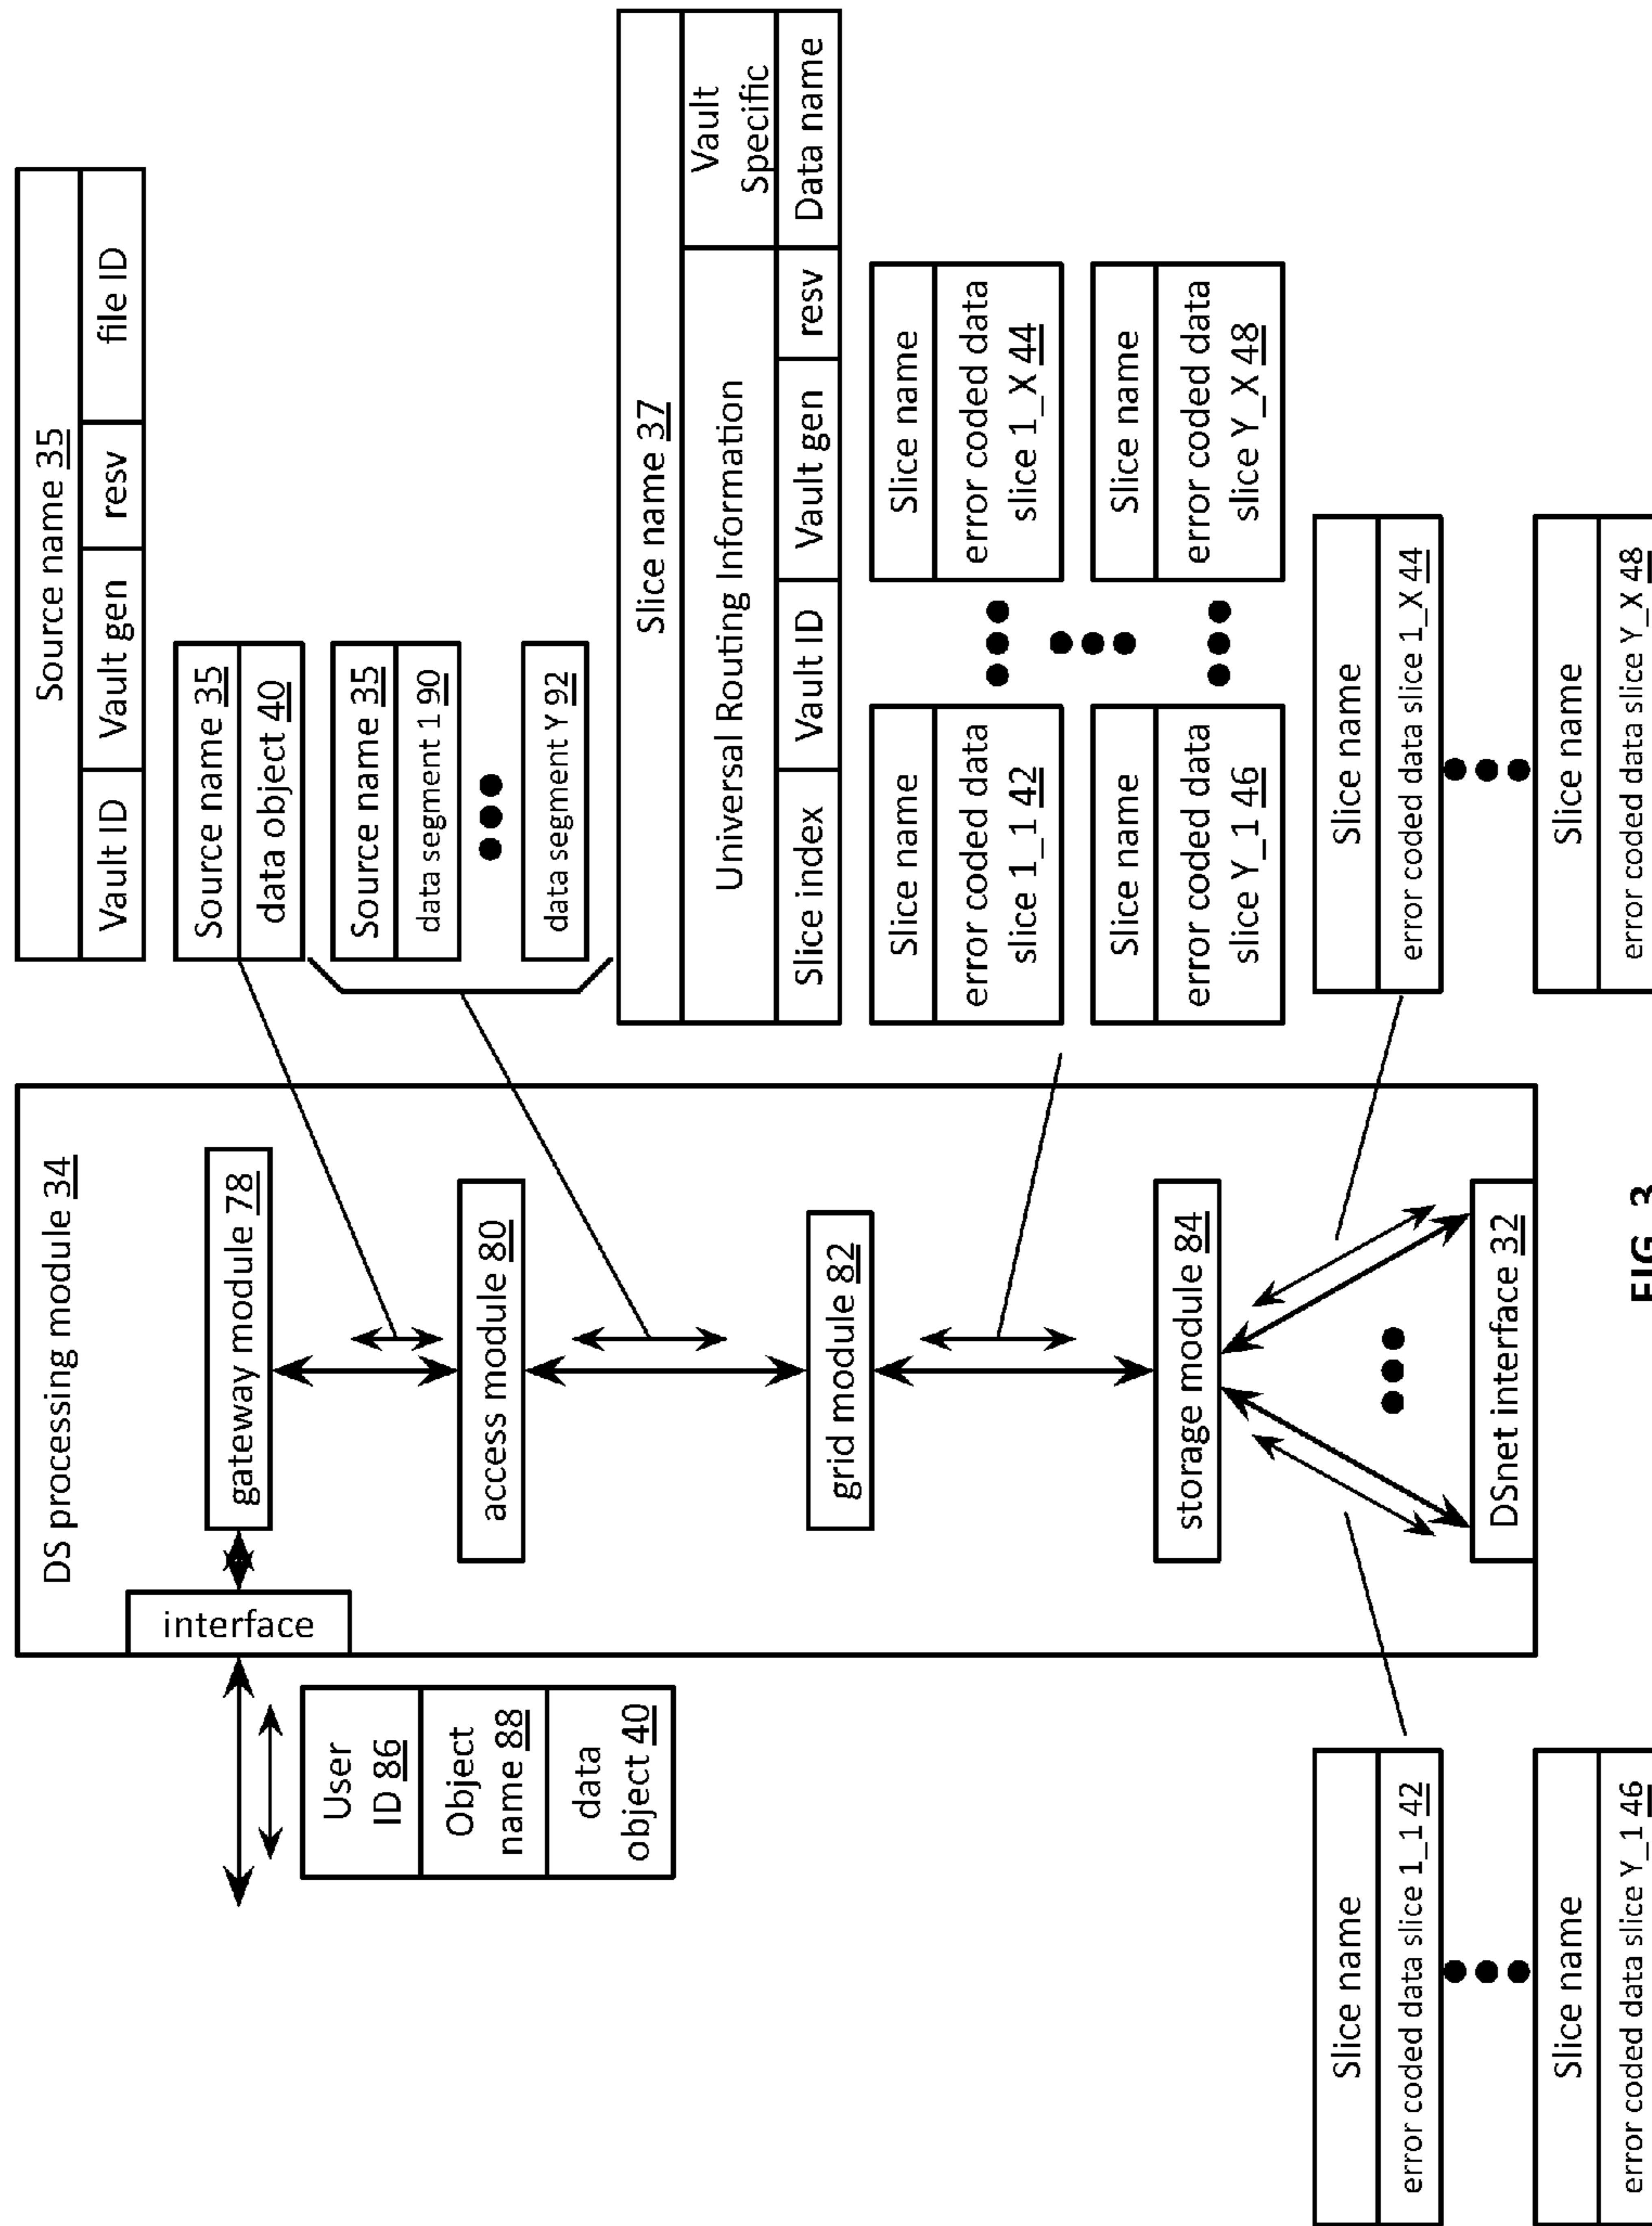 DS processing module 34
interface
gateway module 78
access module 80
grid module 82
storage module 84
DSnet interface 32
User
ID 86
Object
name 88
data
object 40
Source name 35
Vault ID
Vault gen
resv
file ID
Source name 35
data object 40
Source name 35
data segment 1 90
data segment Y 92
Slice name 37
Universal Routing Information
Vault
Specific
Slice index
Vault ID
Vault gen
resv
Data name
Slice name
error coded data
slice 1_1 42
Slice name
error coded data
slice 1_X 44
Slice name
error coded data
slice Y_1 46
Slice name
error coded data
slice Y_X 48
Slice name
error coded data slice 1_1 42
Slice name
error coded data slice Y_1 46
Slice name
error coded data slice 1_X 44
Slice name
error coded data slice Y_X 48
FIG. 3